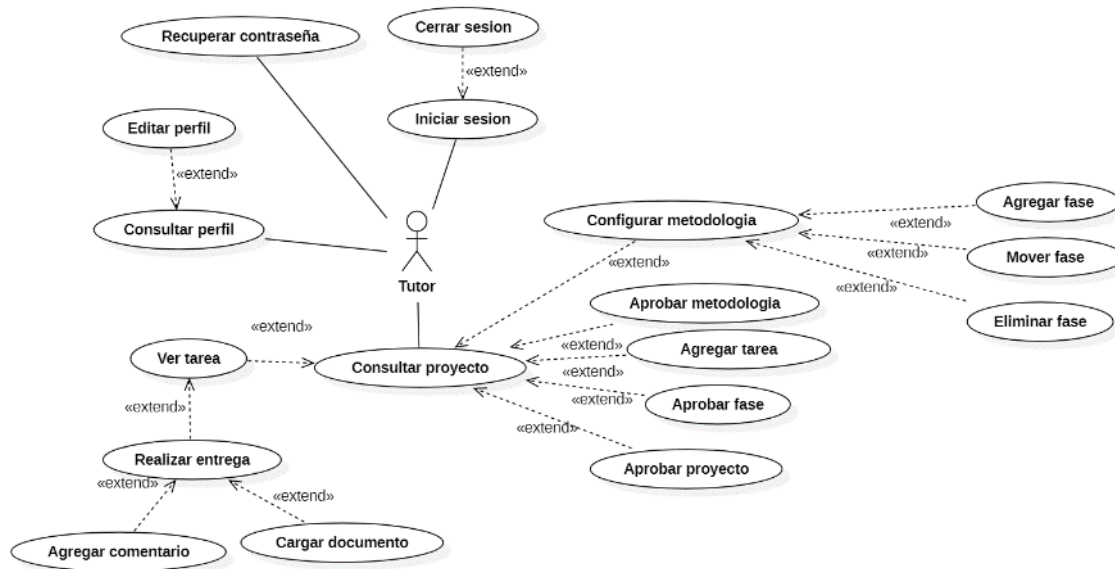 Recuperar contraseña
Cerrar sesion
«extend»
Iniciar sesion
Editar perfil
«extend»
Consultar perfil
Tutor
Configurar metodologia
Agregar fase
«extend»
Mover fase
«extend»
«extend»
Eliminar fase
«extend»
Aprobar metodologia
«extend»
Agregar tarea
«extend»
Aprobar fase
«extend»
Aprobar proyecto
«extend»
Consultar proyecto
«extend»
Ver tarea
«extend»
Realizar entrega
«extend»
«extend»
Agregar comentario
Cargar documento